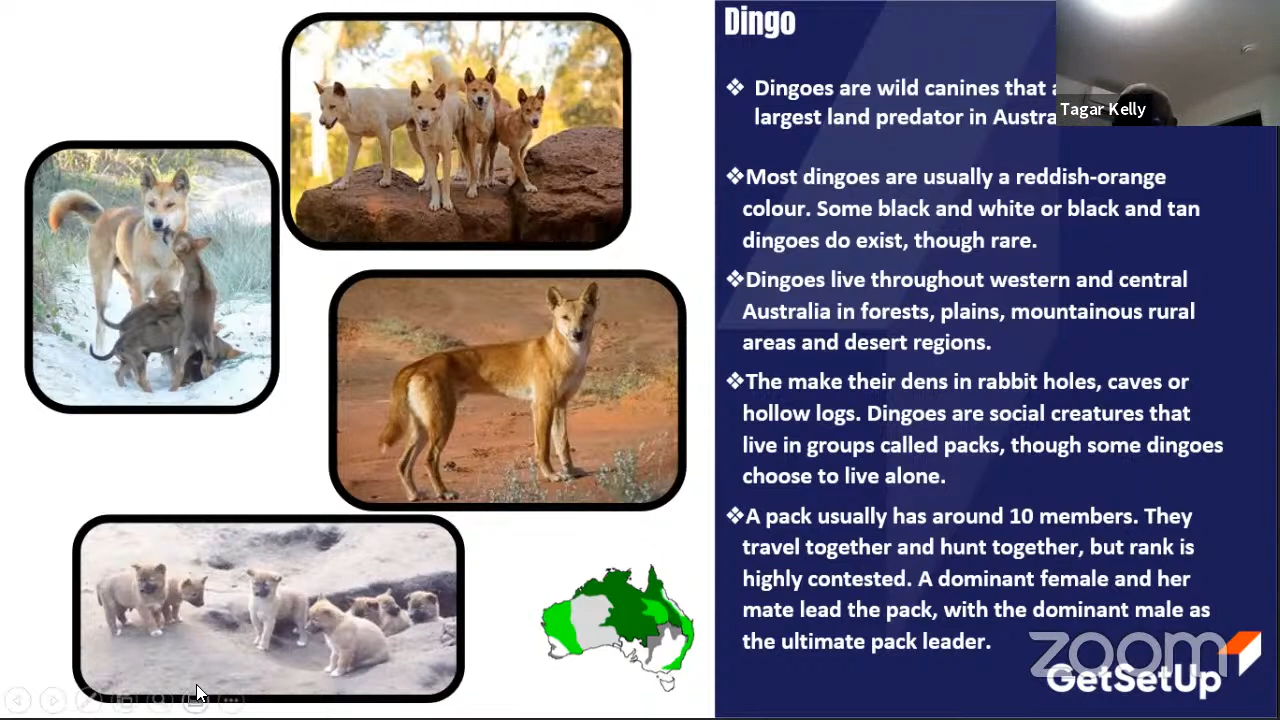 Dingo
❖ Dingoes are wild canines that
largest land predator in
Tagar Kelly
❖Most dingoes are usually a reddish-orange
colour. Some black and white or black and tan
dingoes do exist, though rare.
❖Dingoes live throughout western and central
Australia in forests, plains, mountainous rural
areas and desert regions.
❖The make their dens in rabbit holes, caves or
hollow logs. Dingoes are social creatures that
live in groups called packs, though some dingoes
choose to live alone.
❖A pack usually has around 10 members. They
travel together and hunt together, but rank is
highly contested. A dominant female and her
mate lead the pack, with the dominant male as
the ultimate pack leader.
zoom
GetSetUp